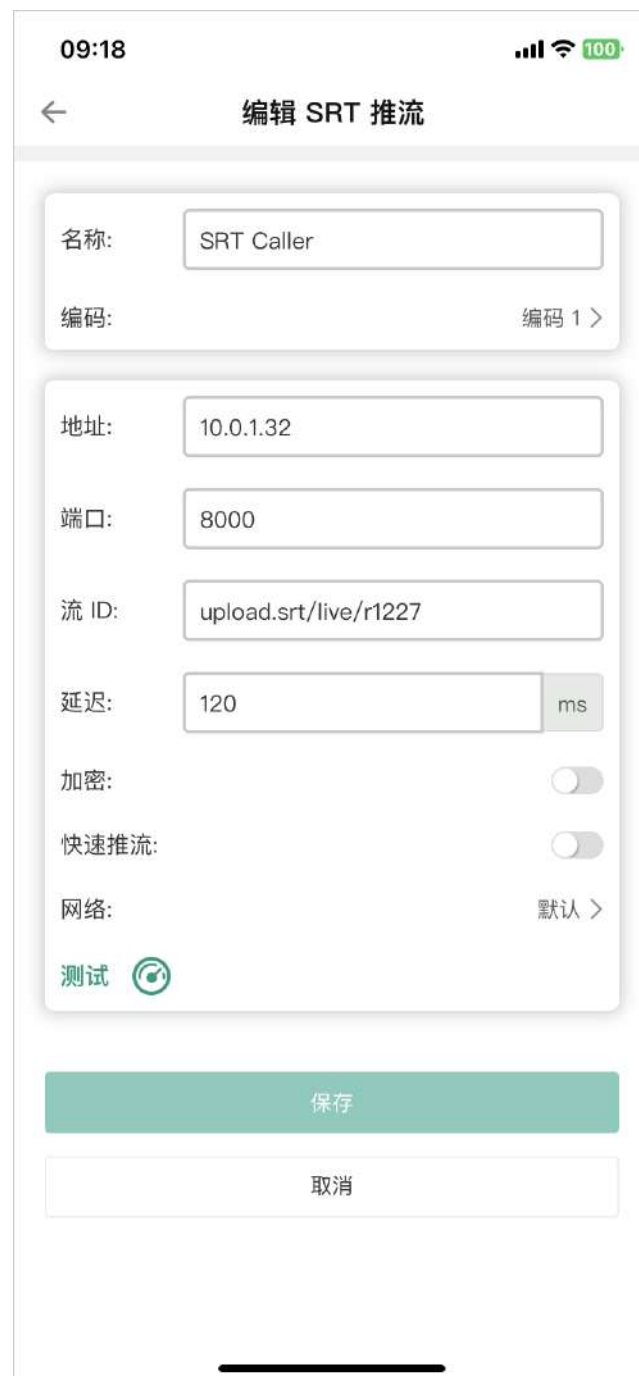 09:18 100
编辑 SRT 推流
名称: SRT Caller
编码: 编码 1
地址: 10.0.1.32
端口: 8000
流 ID: upload.srt/live/r1227
延迟: 120 ms
加密:
快速推流:
网络: 默认
测试
保存
取消